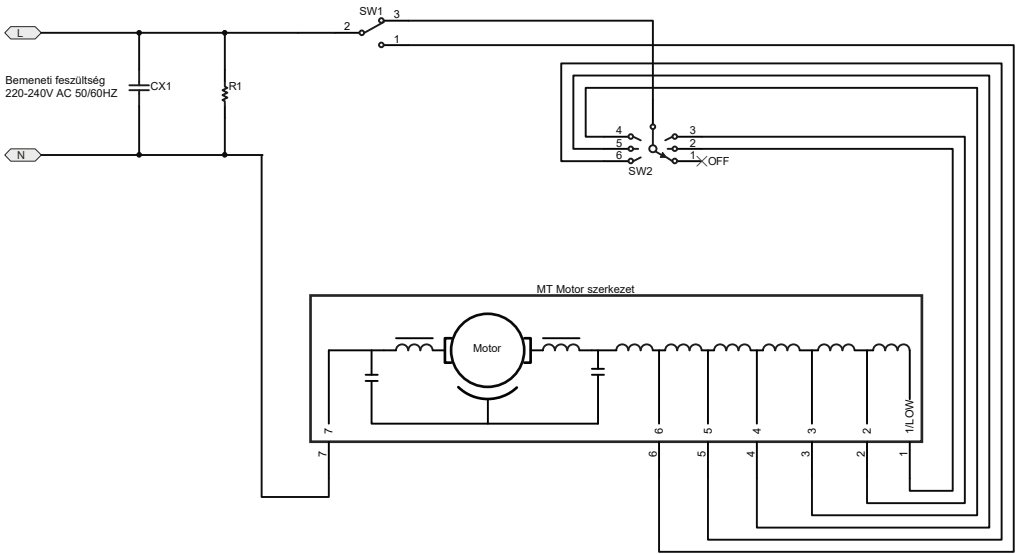 SW1
3
2
L
1
Bemeneti feszültség
220-240V AC 50/60HZ
CX1
R1
4
3
5
2
N
6
1
OFF
SW2
MT Motor szerkezet
Motor
7
6
5
4
3
2
1/LOW
7
6
5
4
3
2
1